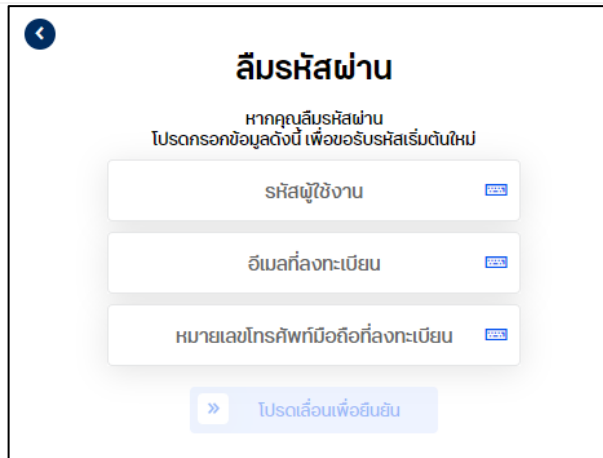 ลืมรหัสผ่าน
หากคุณลืมรหัสผ่าน
โปรดกรอกข้อมูลดังนี้ เพื่อขอรับรหัสเริ่มต้นใหม่
รหัสผู้ใช้งาน
อีเมลที่ลงทะเบียน
หมายเลขโทรศัพท์มือถือที่ลงทะเบียน
โปรดเลื่อนเพื่อยืนยัน